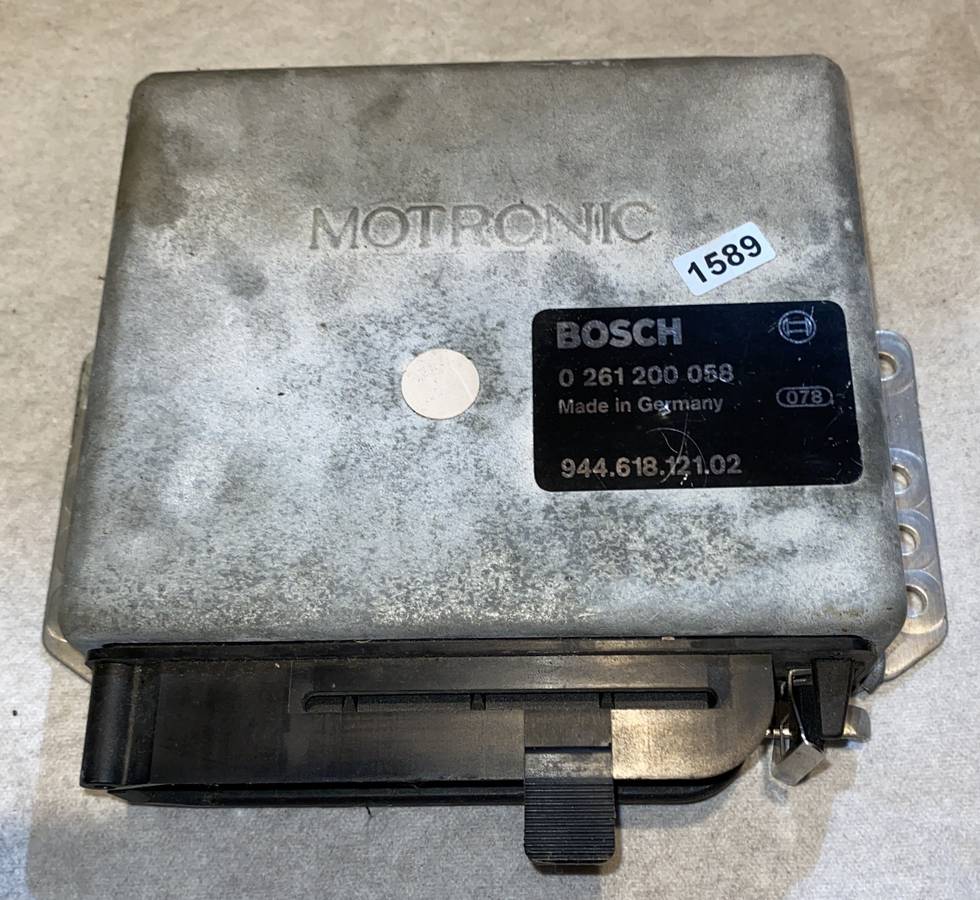 MOTRONIC
1589
BOSCH
0 261 200 058
Made in Germany
078
944.618.121.02